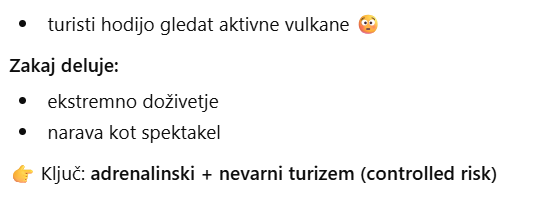 • turisti hodijo gledat aktivne vulkane 😳
Zakaj deluje:
• ekstremno doživetje
• narava kot spektakel
👉 Ključ: adrenalinski + nevarni turizem (controlled risk)